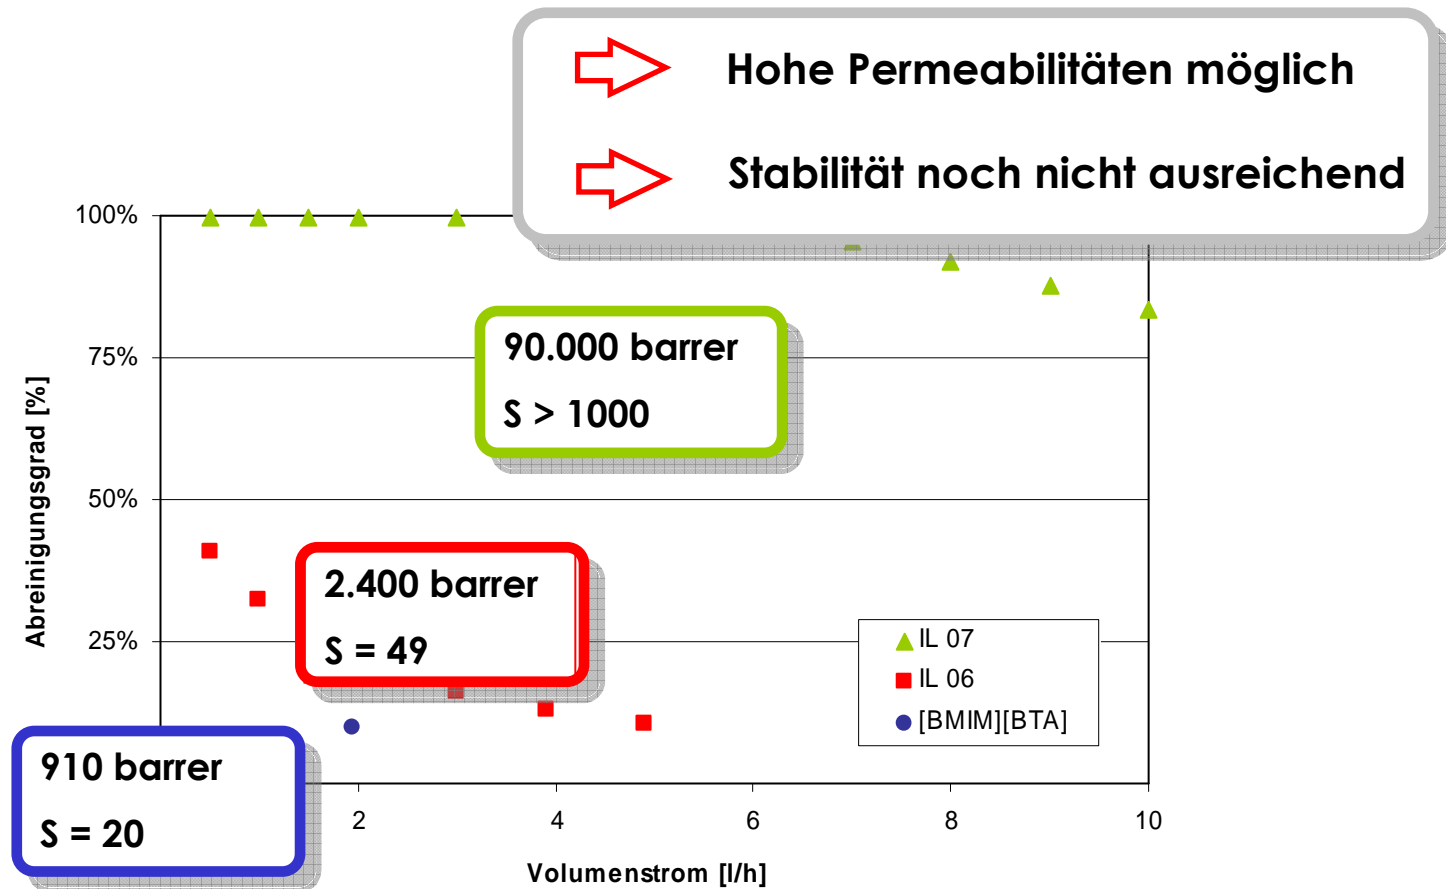 Hohe Permeabilitäten möglich
Stabilität noch nicht ausreichend
100%
75%
50%
25%
Abreinigungsgrad [%]
90.000 barrer
S > 1000
2.400 barrer
S = 49
910 barrer
S = 20
IL 07
IL 06
[BMIM][BTA]
2
4
6
8
10
Volumenstrom [l/h]